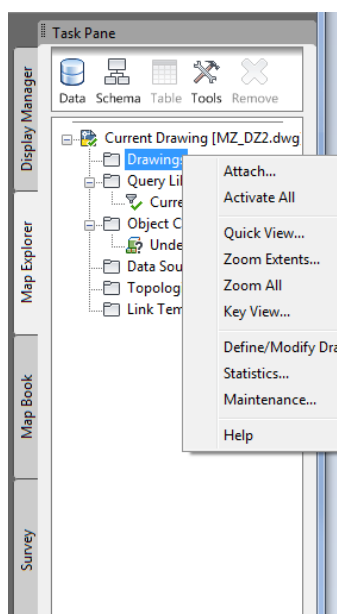 Task Pane
Data Schema Table Tools Remove
Display Manager
Map Explorer
Map Book
Survey
Current Drawing [MZ_DZ2.dwg
Drawings
Query Li
Curre
Object C
Unde
Data Sou
Topolog
Link Tem
Attach...
Activate All
Quick View...
Zoom Extents...
Zoom All
Key View...
Define/Modify Dra
Statistics...
Maintenance...
Help